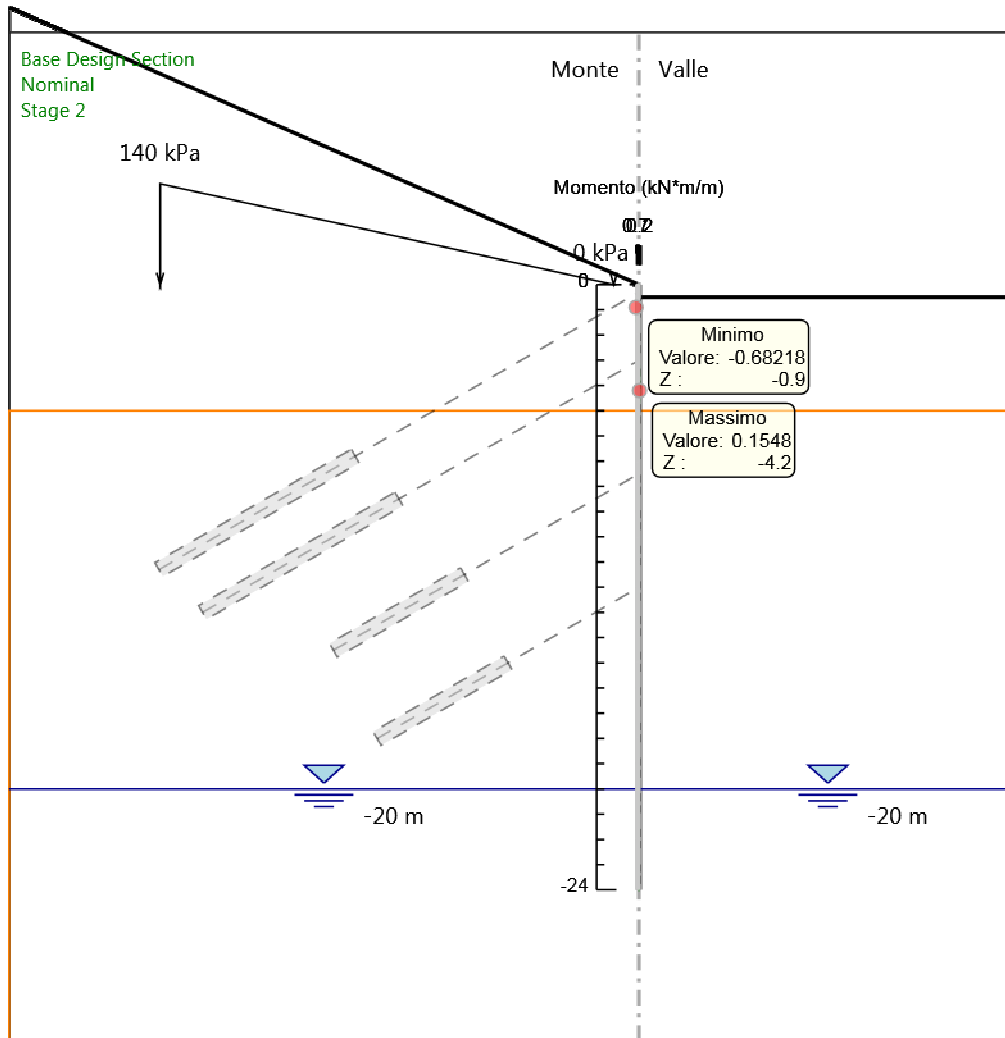 Base Design Section
Nominal
Stage 2
Monte
Valle
140 kPa
Momento (kN*m/m)
0 kPa
0
Minimo
Valore: -0.68218
Z : -0.9
Massimo
Valore: 0.1548
Z : -4.2
-20 m
-20 m
-24